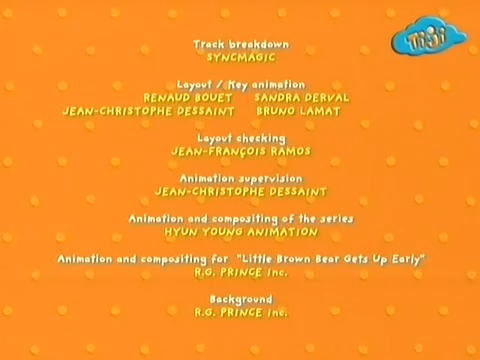 TiJi
Track breakdown
SYNCMAGIC
Layout / Key animation
RENAUD BOUET SANDRA DERVAL
JEAN-CHRISTOPHE DESSAINT BRUNO LAMAT
Layout checking
JEAN-FRANÇOIS RAMOS
Animation supervision
JEAN-CHRISTOPHE DESSAINT
Animation and compositing of the series
HYUN YOUNG ANIMATION
Animation and compositing for "Little Brown Bear Gets Up Early"
R.G. PRINCE Inc.
Background
R.G. PRINCE Inc.